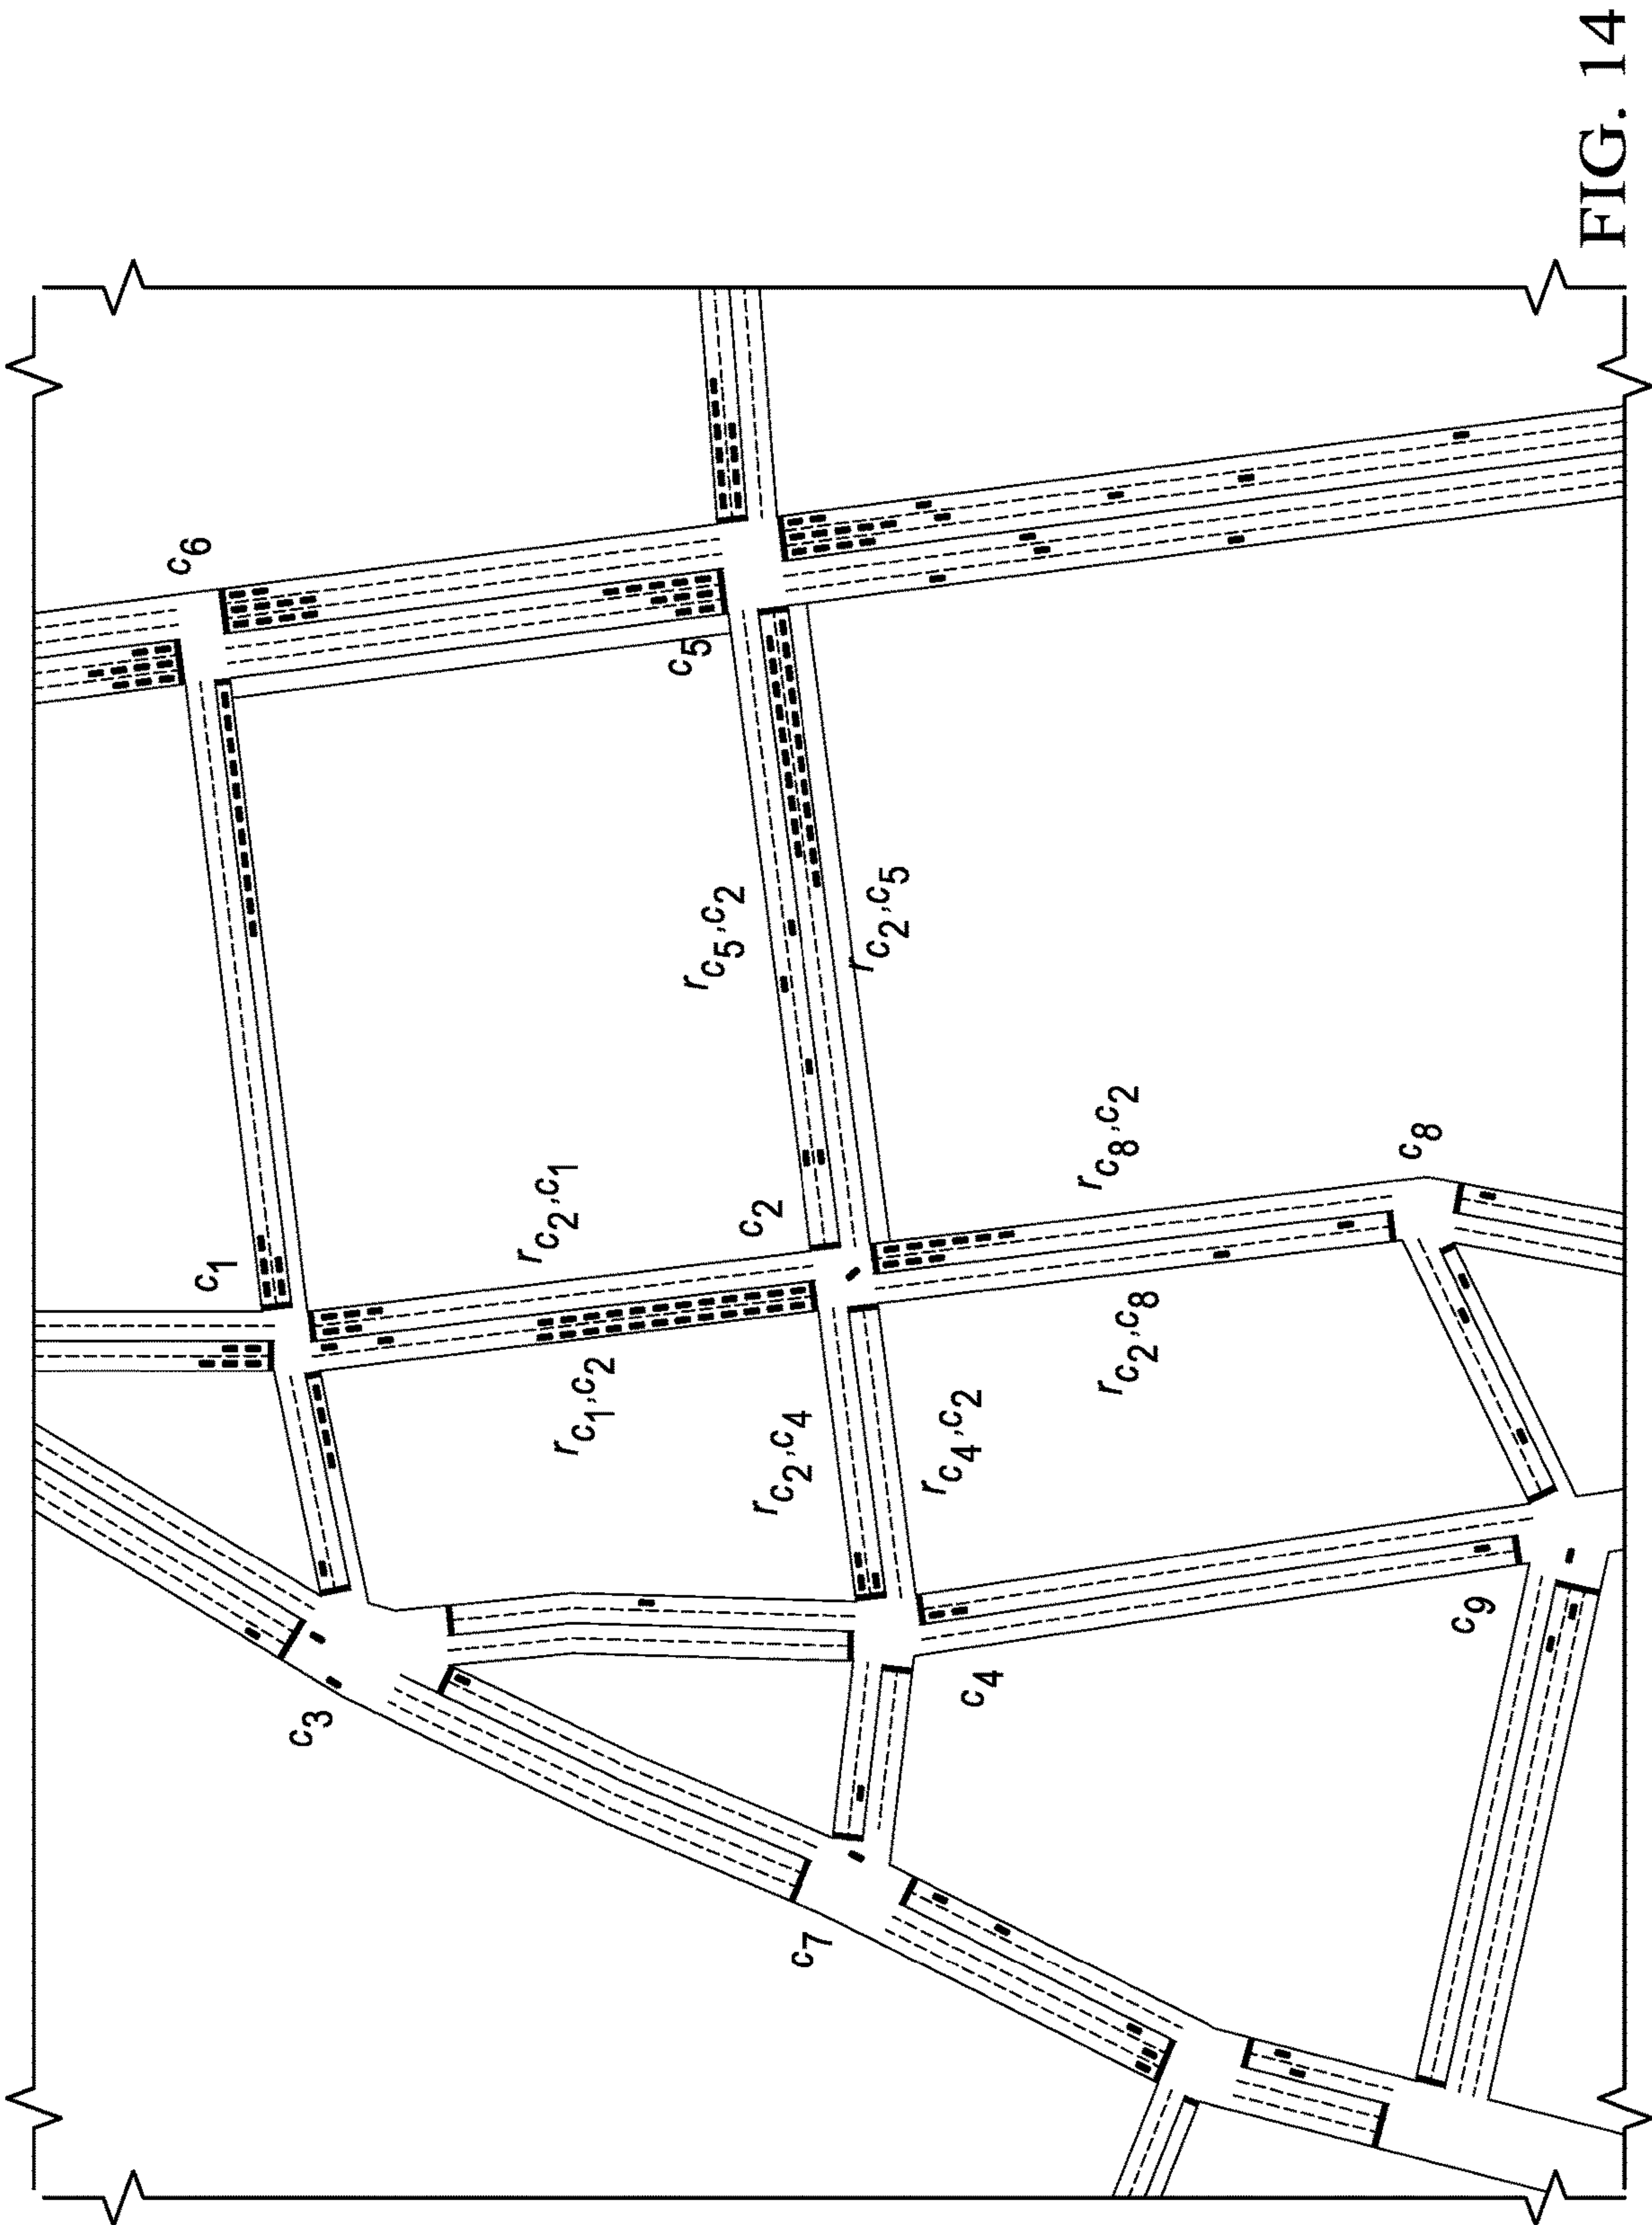 c6
c1
c5
rc5,c2
rc2,c5
rc2,c1
c2
rc8,c2
c8
rc1,c2
rc2,c4
rc4,c2
rc2,c8
c3
c4
c9
c7
FIG. 14